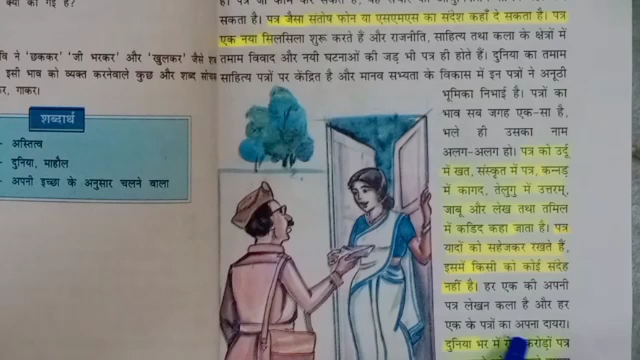 क्या की गई है?
वि ने 'छककर' 'जी भरकर' और 'खुलकर' जैसे
इसी भाव को व्यक्त करनेवाले कुछ और शब्द
र, गाकर।
शब्दार्थ
- अस्तित्व
- दुनिया, माहौल
- अपनी इच्छा के अनुसार चलने वाला
सकता है। पत्र जैसा संतोष फोन या एसएमएस का संदेश कहाँ दे सकता है। पत्र
एक नया सिलसिला शुरू करते हैं और राजनीति, साहित्य तथा कला के क्षेत्रों में
तमाम विवाद और नयी घटनाओं की जड़ भी पत्र ही होते हैं। दुनिया का तमाम
साहित्य पत्रों पर केंद्रित है और मानव सभ्यता के विकास में इन पत्रों ने अनूठी
भूमिका निभाई है। पत्रों का
भाव सब जगह एक-सा है,
भले ही उसका नाम
अलग-अलग हो। पत्र को उर्दू
में खत, संस्कृत में पत्र, कन्नड़
में कागद, तेलुगु में उत्तरम्,
जाबू और लेख तथा तमिल
में कडिद कहा जाता है। पत्र
यादों को सहेजकर रखते हैं,
इसमें किसी को कोई संदेह
नहीं है। हर एक की अपनी
पत्र लेखन कला है और हर
एक के पत्रों का अपना दायरा।
दुनिया भर में करोड़ों पत्र